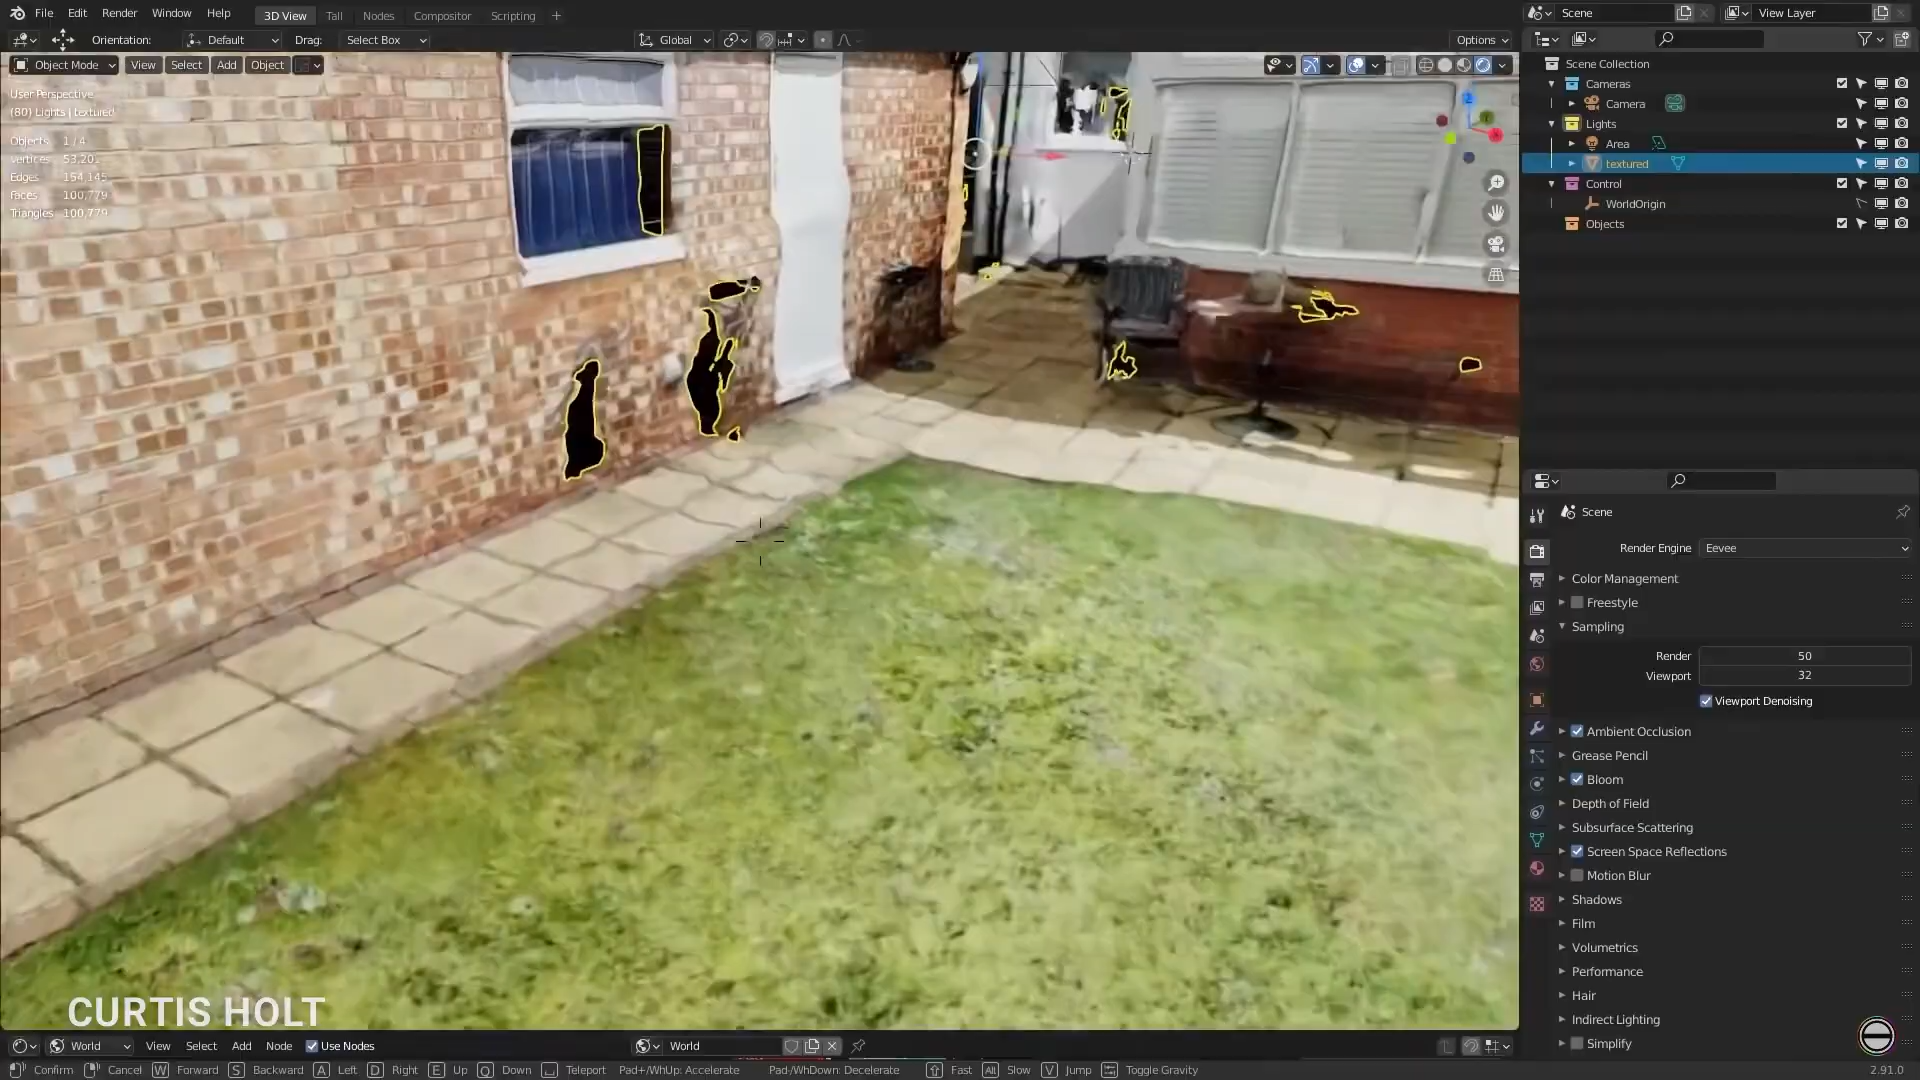 File Edit Render Window Help 3D View Tall Nodes Compositor Scripting +
Scene View Layer
Orientation: Default Drag: Select Box Global Options
Object Mode View Select Add Object
User Perspective
(80) Lights | textured
Objects 1 / 4
Vertices 53,201
Edges 154,145
Faces 100,779
Triangles 100,779
Scene Collection
Cameras
Camera
Lights
Area
textured
Control
WorldOrigin
Objects
Scene
Render Engine Eevee
Color Management
Freestyle
Sampling
Render 50
Viewport 32
Viewport Denoising
Ambient Occlusion
Grease Pencil
Bloom
Depth of Field
Subsurface Scattering
Screen Space Reflections
Motion Blur
Shadows
Film
Volumetrics
Performance
Hair
Indirect Lighting
Simplify
CURTIS HOLT
World View Select Add Node Use Nodes World
Confirm Cancel W Forward S Backward A Left D Right E Up Q Down Teleport Pad+/WhUp: Accelerate Pad-/WhDown: Decelerate Fast Alt Slow V Jump Toggle Gravity 2.91.0